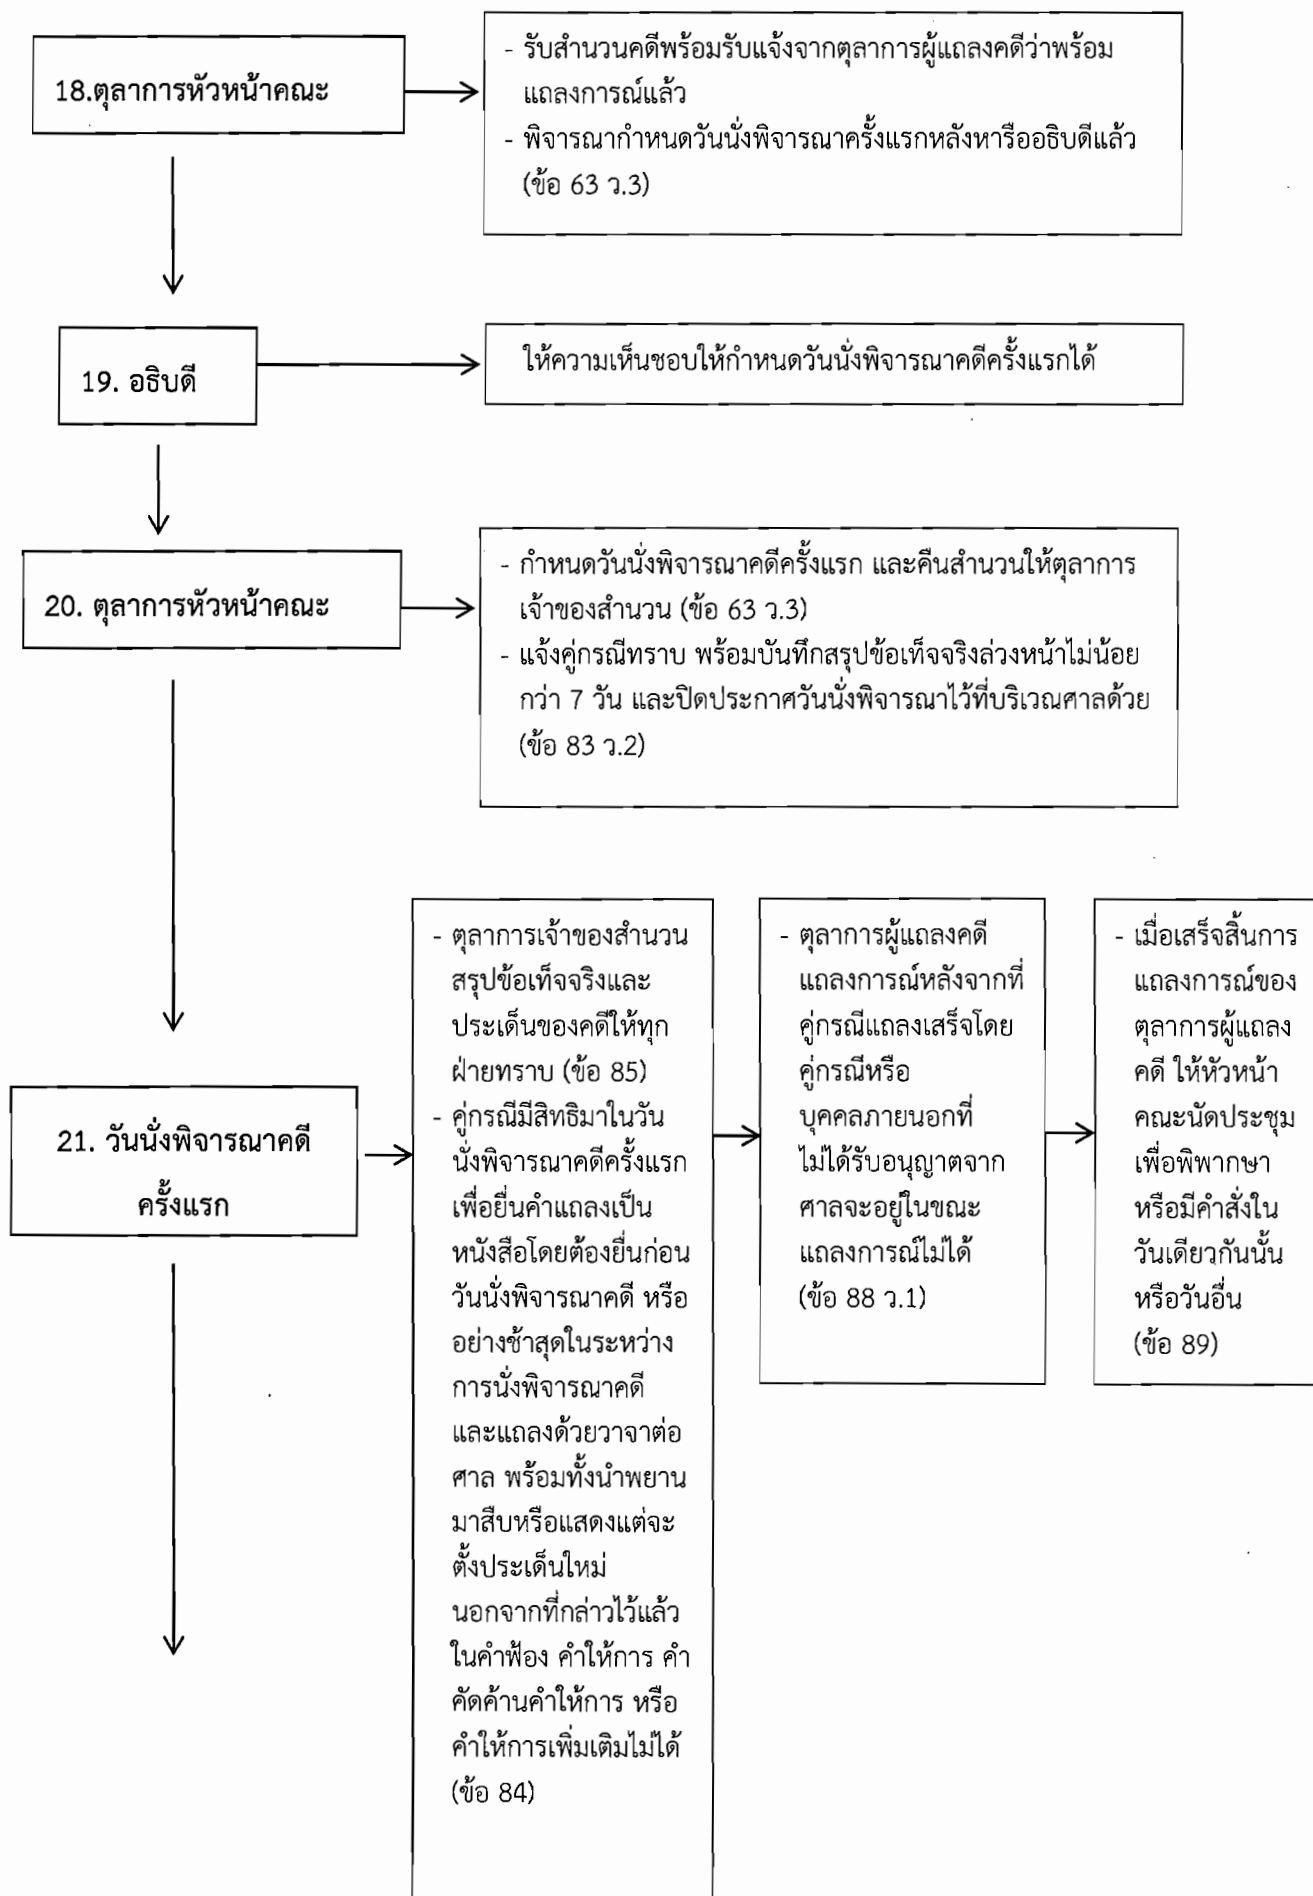 18.ตุลาการหัวหน้าคณะ
- รับสำนวนคดีพร้อมรับแจ้งจากตุลาการผู้แถลงคดีว่าพร้อม
แถลงการณ์แล้ว
- พิจารณากำหนดวันนั่งพิจารณาครั้งแรกหลังหารืออธิบดีแล้ว
(ข้อ 63 ว.3)
19. อธิบดี
ให้ความเห็นชอบให้กำหนดวันนั่งพิจารณาคดีครั้งแรกได้
20. ตุลาการหัวหน้าคณะ
- กำหนดวันนั่งพิจารณาคดีครั้งแรก และคืนสำนวนให้ตุลาการ
เจ้าของสำนวน (ข้อ 63 ว.3)
- แจ้งคู่กรณีทราบ พร้อมบันทึกสรุปข้อเท็จจริงล่วงหน้าไม่น้อย
กว่า 7 วัน และปิดประกาศวันนั่งพิจารณาไว้ที่บริเวณศาลด้วย
(ข้อ 83 ว.2)
21. วันนั่งพิจารณาคดี
ครั้งแรก
- ตุลาการเจ้าของสำนวน
สรุปข้อเท็จจริงและ
ประเด็นของคดีให้ทุก
ฝ่ายทราบ (ข้อ 85)
- คู่กรณีมีสิทธิมาในวัน
นั่งพิจารณาคดีครั้งแรก
เพื่อยื่นคำแถลงเป็น
หนังสือโดยต้องยื่นก่อน
วันนั่งพิจารณาคดี หรือ
อย่างช้าสุดในระหว่าง
การนั่งพิจารณาคดี
และแถลงด้วยวาจาต่อ
ศาล พร้อมทั้งนำพยาน
มาสืบหรือแสดงแต่จะ
ตั้งประเด็นใหม่
นอกจากที่กล่าวไว้แล้ว
ในคำฟ้อง คำให้การ คำ
คัดค้านคำให้การ หรือ
คำให้การเพิ่มเติมไม่ได้
(ข้อ 84)
- ตุลาการผู้แถลงคดี
แถลงการณ์หลังจากที่
คู่กรณีแถลงเสร็จโดย
คู่กรณีหรือ
บุคคลภายนอกที่
ไม่ได้รับอนุญาตจาก
ศาลจะอยู่ในขณะ
แถลงการณ์ไม่ได้
(ข้อ 88 ว.1)
- เมื่อเสร็จสิ้นการ
แถลงการณ์ของ
ตุลาการผู้แถลง
คดี ให้หัวหน้า
คณะนัดประชุม
เพื่อพิพากษา
หรือมีคำสั่งใน
วันเดียวกันนั้น
หรือวันอื่น
(ข้อ 89)